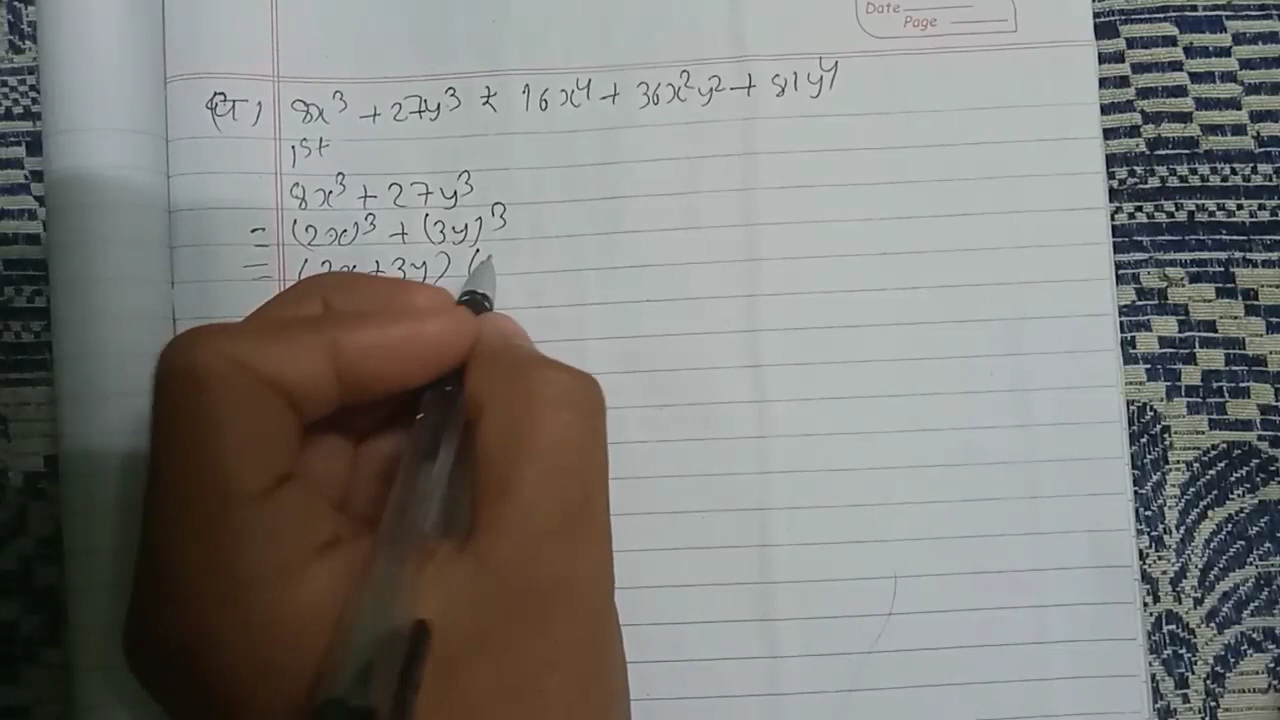 Date
Page
8x³ + 27y³ र 16x⁴ + 36x²y² + 81y⁴
1st
8x³ + 27y³
= (2x)³ + (3y)³
= (2x+3y) (